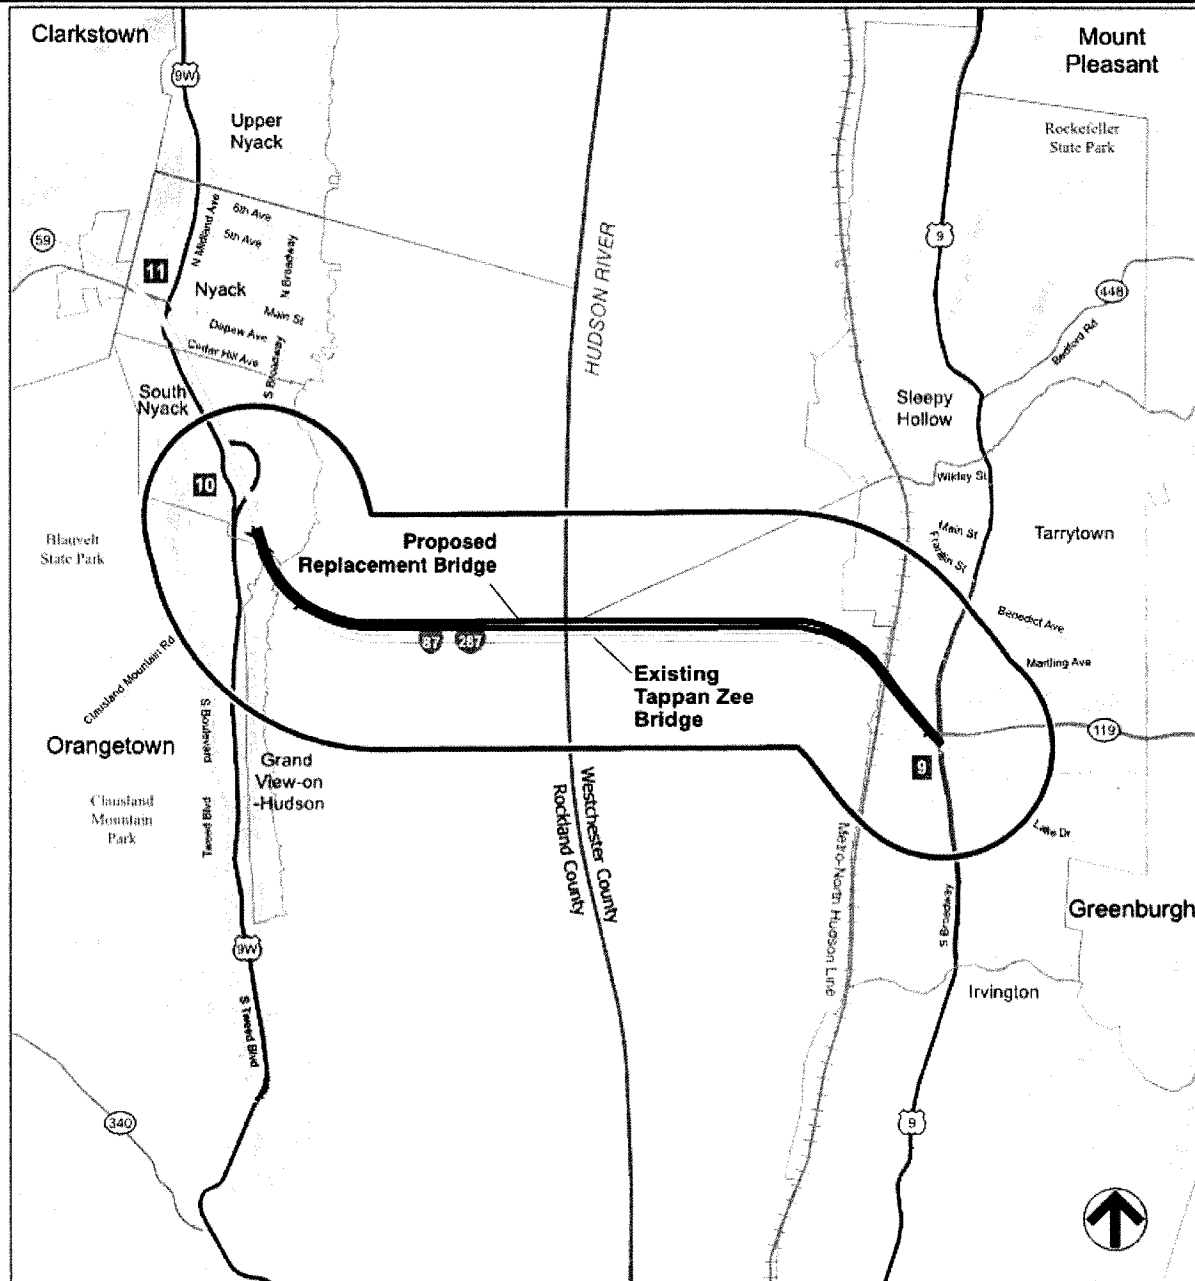 Clarkstown
Mount
Pleasant
9W
Upper
Nyack
Rockefeller
State Park
6th Ave
5th Ave
N Midland Ave
N Broadway
59
11
Nyack
Main St
Depew Ave
Cedar Hill Ave
S Broadway
HUDSON RIVER
9
448
Bedford Rd
South
Nyack
Sleepy
Hollow
10
Wildey St
Main St
Franklin St
Tarrytown
Blauvelt
State Park
Proposed
Replacement Bridge
Benedict Ave
Martling Ave
87
287
Clausland Mountain Rd
Existing
Tappan Zee
Bridge
S Boulevard
Orangetown
119
9
Grand
View-on
-Hudson
Clausland
Mountain
Park
Tweed Blvd
Westchester County
Rockland County
Metro-North Hudson Line
Lake Dr
S Broadway
Greenburgh
9W
Irvington
S Tweed Blvd
340
9